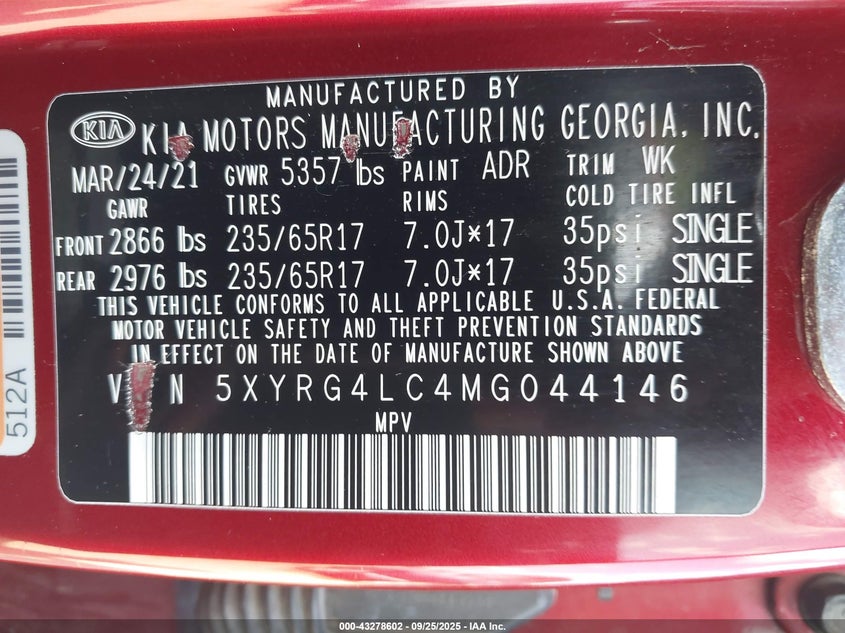 MANUFACTURED BY
KIA KIA MOTORS MANUFACTURING GEORGIA, INC.
MAR/24/21 GVWR 5357 lbs PAINT ADR TRIM WK
GAWR TIRES RIMS COLD TIRE INFL
FRONT 2866 lbs 235/65R17 7.0J×17 35psi SINGLE
REAR 2976 lbs 235/65R17 7.0J×17 35psi SINGLE
THIS VEHICLE CONFORMS TO ALL APPLICABLE U.S.A. FEDERAL
MOTOR VEHICLE SAFETY AND THEFT PREVENTION STANDARDS
IN EFFECT ON THE DATE OF MANUFACTURE SHOWN ABOVE
VIN 5XYRG4LC4MG044146
MPV
512A
000-43278602 - 09/25/2025 - IAA Inc.